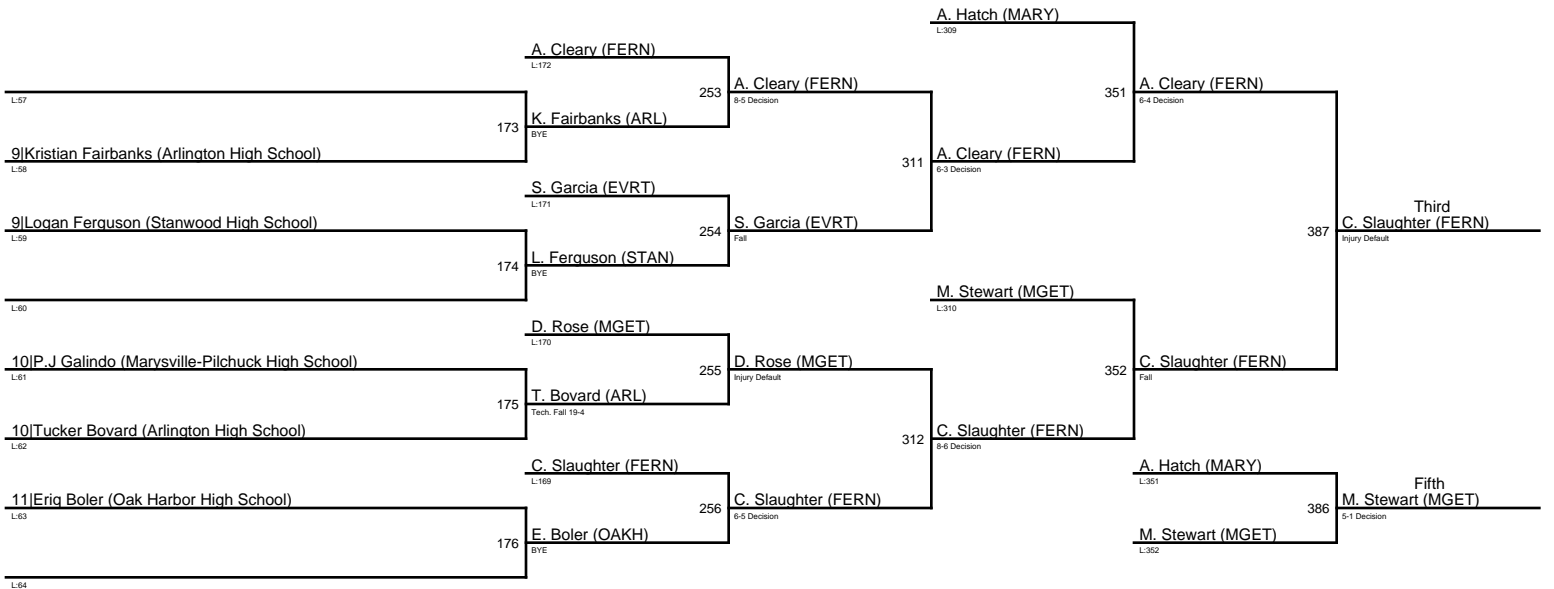 L:57
173
9|Kristian Fairbanks (Arlington High School)
L:58
9|Logan Ferguson (Stanwood High School)
L:59
174
L:60
10|P.J Galindo (Marysville-Pilchuck High School)
L:61
175
10|Tucker Bovard (Arlington High School)
L:62
11|Eriq Boler (Oak Harbor High School)
L:63
176
L:64
A. Cleary (FERN)
L:172
253
K. Fairbanks (ARL)
BYE
S. Garcia (EVRT)
L:171
254
L. Ferguson (STAN)
BYE
D. Rose (MGET)
L:170
255
T. Bovard (ARL)
Tech. Fall 19-4
C. Slaughter (FERN)
L:169
256
E. Boler (OAKH)
BYE
A. Cleary (FERN)
8-5 Decision
311
S. Garcia (EVRT)
Fall
D. Rose (MGET)
Injury Default
312
C. Slaughter (FERN)
6-5 Decision
A. Hatch (MARY)
L:309
351
A. Cleary (FERN)
6-3 Decision
M. Stewart (MGET)
L:310
352
C. Slaughter (FERN)
8-6 Decision
A. Cleary (FERN)
6-4 Decision
387
C. Slaughter (FERN)
Fall
A. Hatch (MARY)
L:351
386
M. Stewart (MGET)
L:352
Third
C. Slaughter (FERN)
Injury Default
Fifth
M. Stewart (MGET)
5-1 Decision